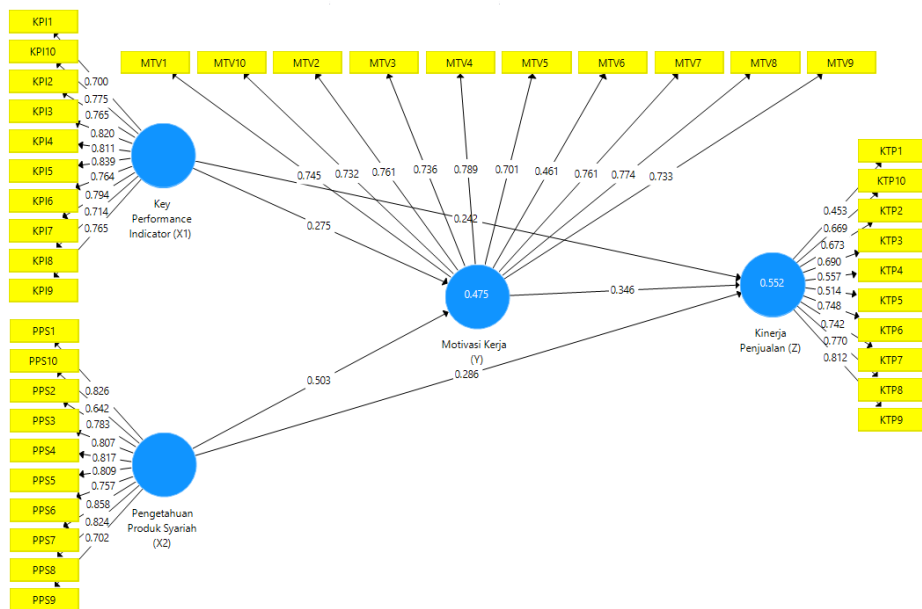 KPI1
KPI10
KPI2
KPI3
KPI4
KPI5
KPI6
KPI7
KPI8
KPI9
0.700
0.775
0.765
0.820
0.811
0.839
0.764
0.794
0.714
0.765
Key
Performance
Indicator (X1)
MTV1
MTV10
MTV2
MTV3
MTV4
MTV5
MTV6
MTV7
MTV8
MTV9
0.745
0.732
0.761
0.736
0.789
0.701
0.461
0.761
0.774
0.733
0.242
0.275
0.475
Motivasi Kerja
(Y)
0.346
0.503
0.286
PPS1
PPS10
PPS2
PPS3
PPS4
PPS5
PPS6
PPS7
PPS8
PPS9
0.826
0.642
0.783
0.807
0.817
0.809
0.757
0.858
0.824
0.702
Pengetahuan
Produk Syariah
(X2)
0.552
Kinerja
Penjualan (Z)
0.453
0.669
0.673
0.690
0.557
0.514
0.748
0.742
0.770
0.812
KTP1
KTP10
KTP2
KTP3
KTP4
KTP5
KTP6
KTP7
KTP8
KTP9